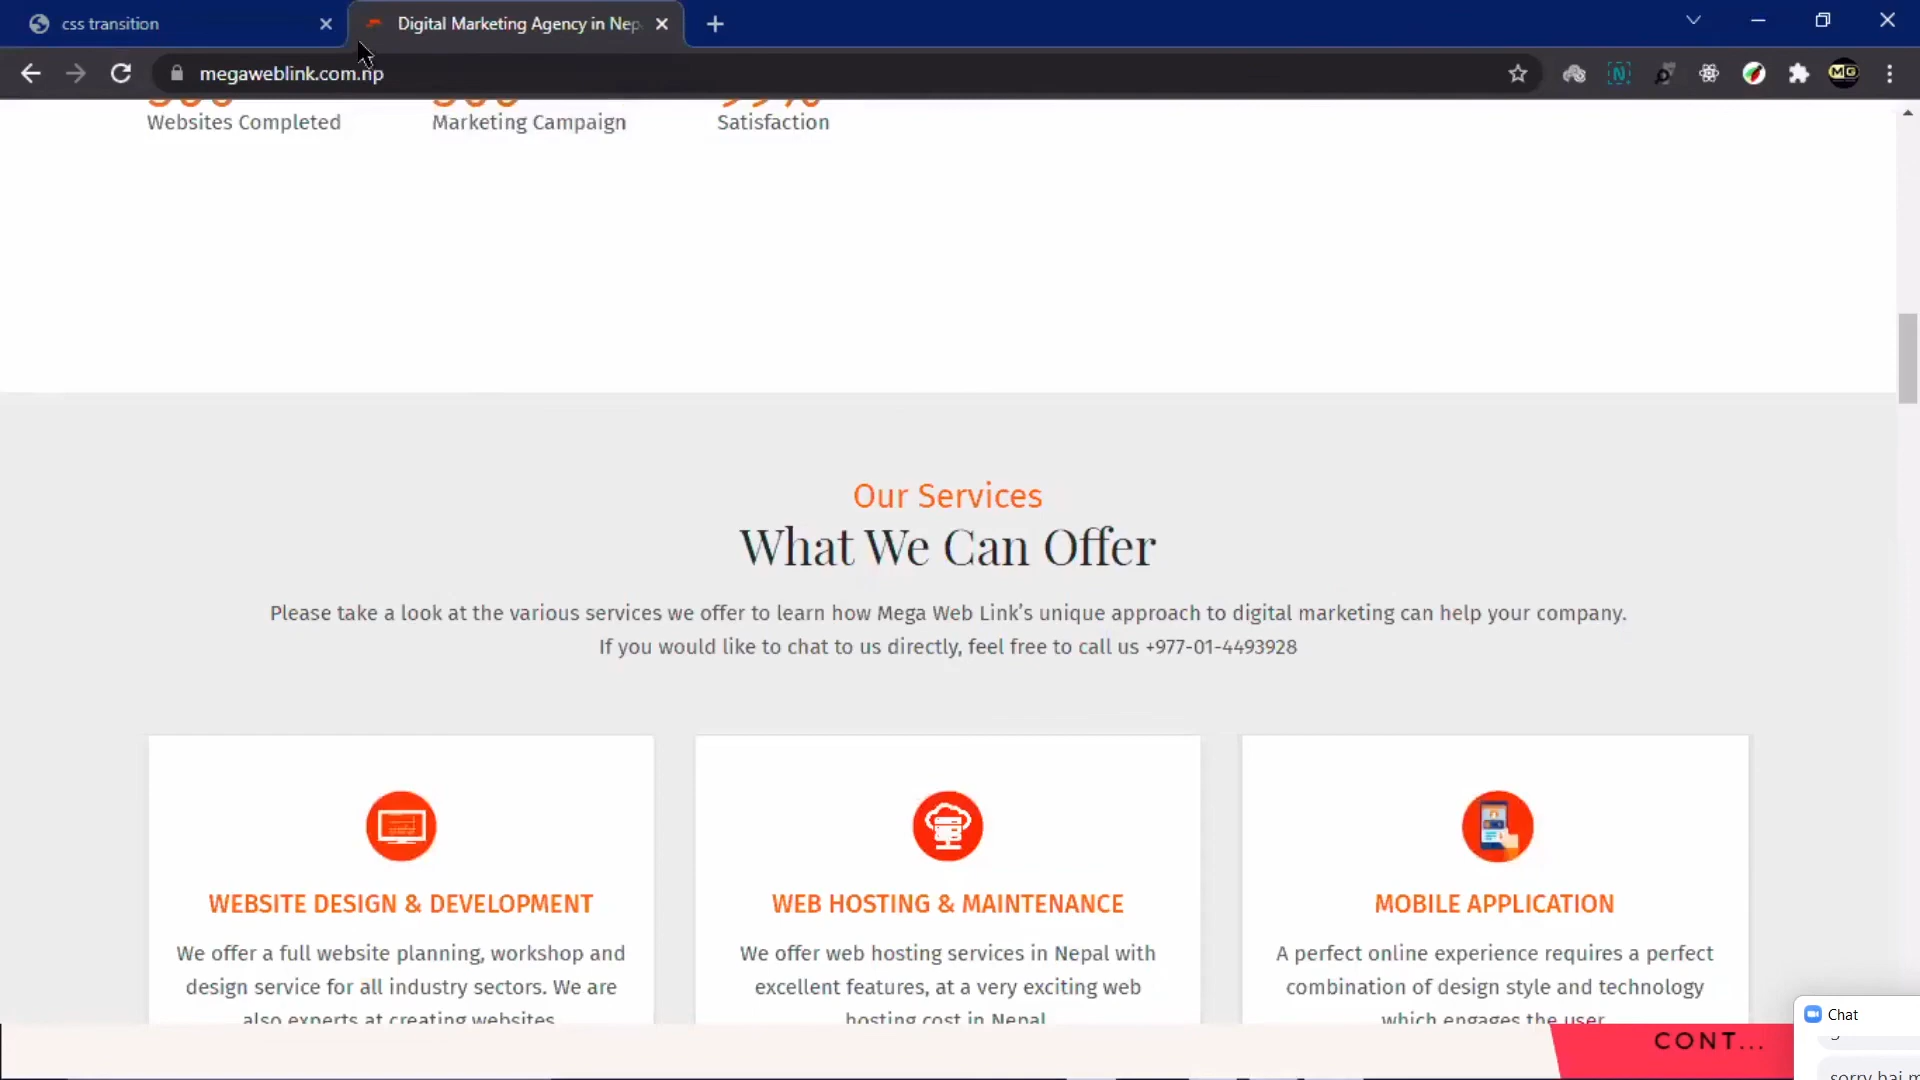 css transition
Digital Marketing Agency in Nep
megaweblink.com.np
MG
99%
Websites Completed
Marketing Campaign
Satisfaction
Our Services
What We Can Offer
Please take a look at the various services we offer to learn how Mega Web Link’s unique approach to digital marketing can help your company.
If you would like to chat to us directly, feel free to call us +977-01-4493928
WEBSITE DESIGN & DEVELOPMENT
We offer a full website planning, workshop and
design service for all industry sectors. We are
also experts at creating websites
WEB HOSTING & MAINTENANCE
We offer web hosting services in Nepal with
excellent features, at a very exciting web
hosting cost in Nepal
MOBILE APPLICATION
A perfect online experience requires a perfect
combination of design style and technology
which engages the user
CONT...
Chat
sorry bai m